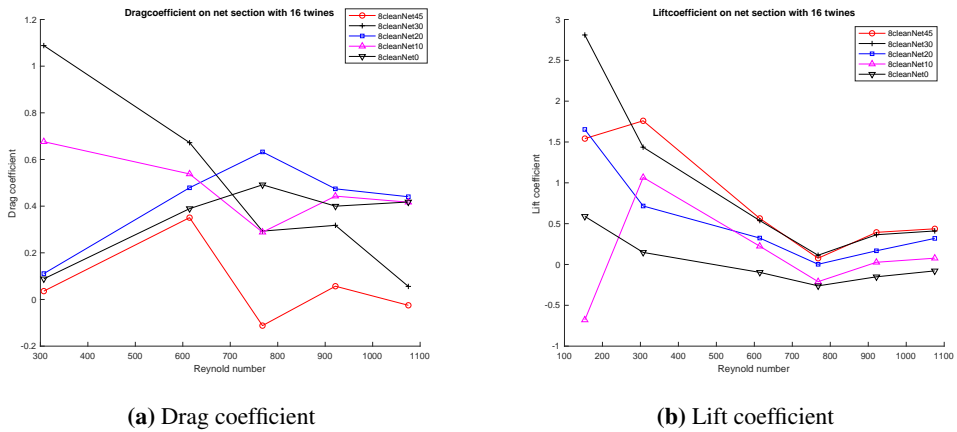 Dragcoefficient on net section with 16 twines
1.2
1
0.8
0.6
0.4
0.2
0
-0.2
Drag coefficient
300 400 500 600 700 800 900 1000 1100
Reynold number
8cleanNet45
8cleanNet30
8cleanNet20
8cleanNet10
8cleanNet0
(a) Drag coefficient
Liftcoefficient on net section with 16 twines
3
2.5
2
1.5
1
0.5
0
-0.5
-1
Lift coefficient
100 200 300 400 500 600 700 800 900 1000 1100
Reynold number
8cleanNet45
8cleanNet30
8cleanNet20
8cleanNet10
8cleanNet0
(b) Lift coefficient